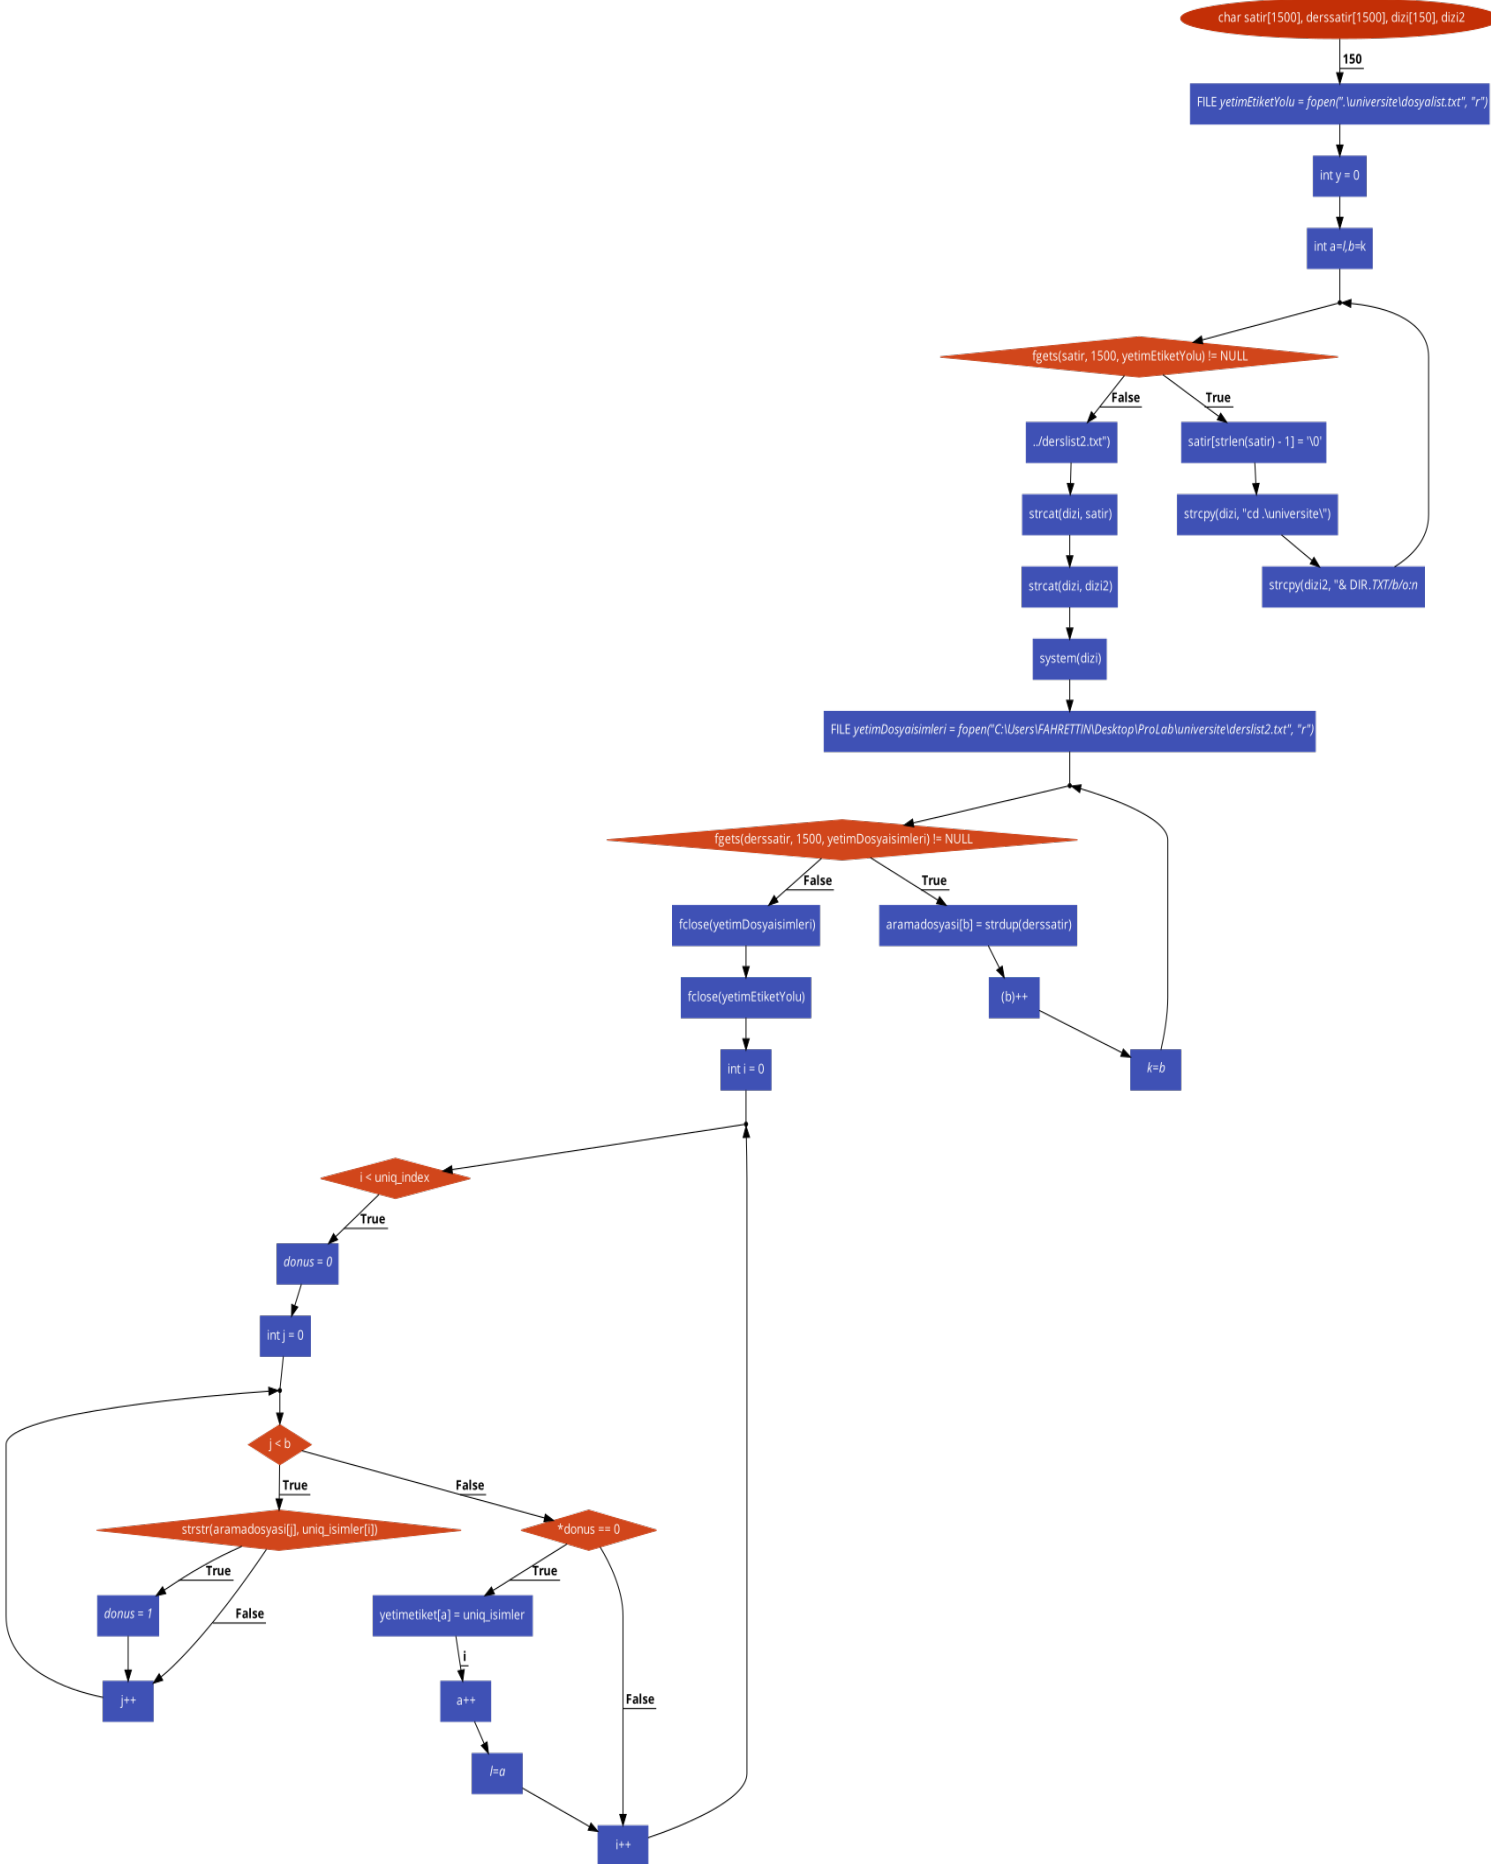 char satir[1500], derssatir[1500], dizi[150], dizi2
150
FILE yetimEtiketYolu = fopen(".\universite\dosyalist.txt", "r")
int y = 0
int a=l,b=k
fgets(satir, 1500, yetimEtiketYolu) != NULL
False
True
../derslist2.txt")
satir[strlen(satir) - 1] = '\0'
strcat(dizi, satir)
strcpy(dizi, "cd .\universite\")
strcat(dizi, dizi2)
strcpy(dizi2, "& DIR.TXT/b/o:n
system(dizi)
FILE yetimDosyaisimleri = fopen("C:\Users\FAHRETTIN\Desktop\ProLab\universite\derslist2.txt", "r")
fgets(derssatir, 1500, yetimDosyaisimleri) != NULL
False
True
fclose(yetimDosyaisimleri)
aramadosyasi[b] = strdup(derssatir)
fclose(yetimEtiketYolu)
(b)++
int i = 0
k=b
i < uniq_index
True
donus = 0
int j = 0
j < b
True
False
strstr(aramadosyasi[j], uniq_isimler[i])
*donus == 0
True
True
donus = 1
False
yetimetiket[a] = uniq_isimler
i
j++
a++
False
l=a
i++